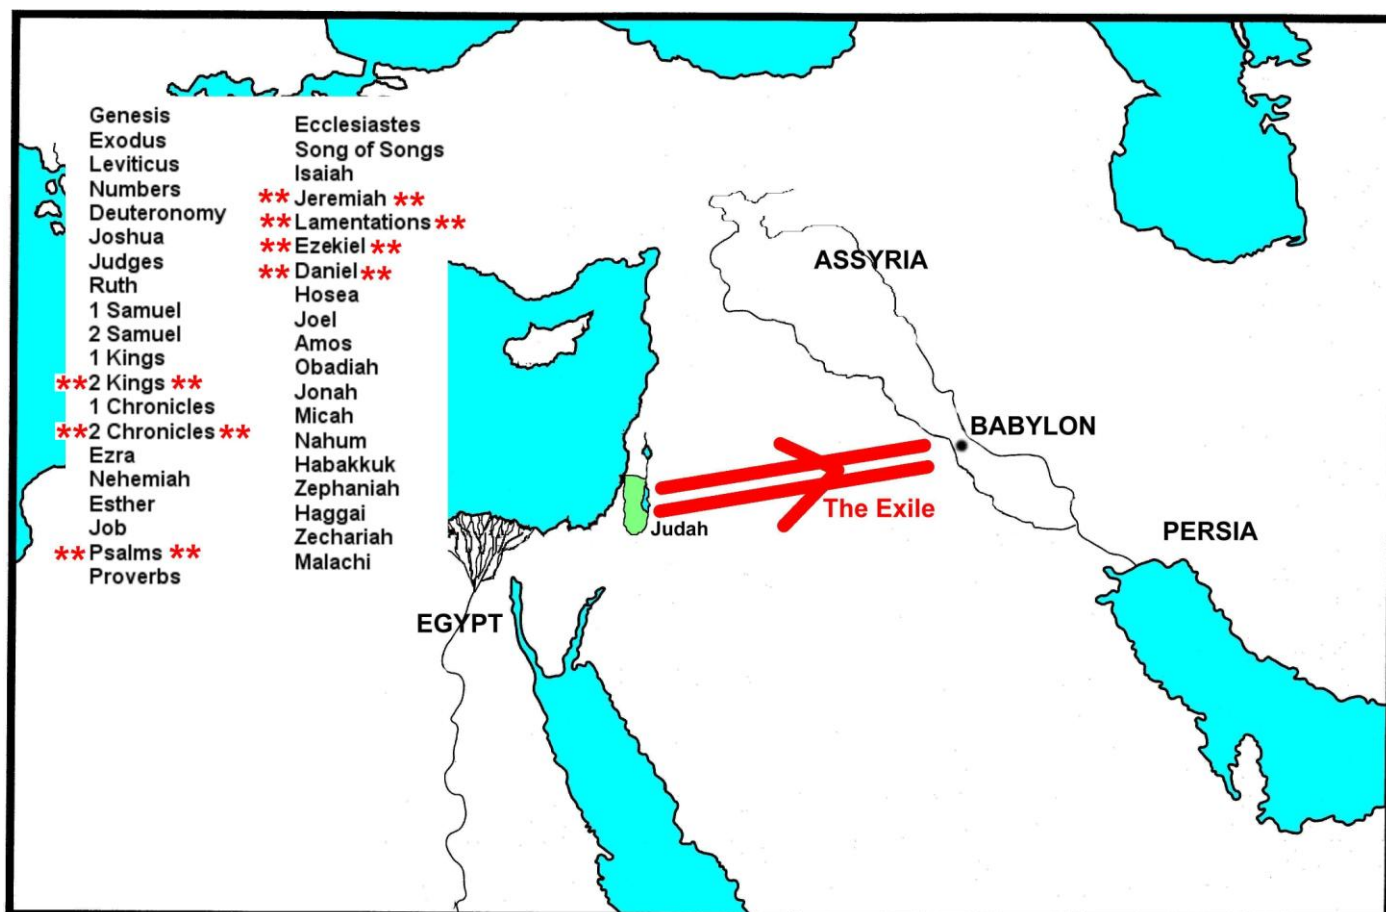 Genesis
Exodus
Leviticus
Numbers
Deuteronomy
Joshua
Judges
Ruth
1 Samuel
2 Samuel
1 Kings
**2 Kings **
1 Chronicles
**2 Chronicles **
Ezra
Nehemiah
Esther
Job
**Psalms **
Proverbs
Ecclesiastes
Song of Songs
Isaiah
** Jeremiah **
** Lamentations **
** Ezekiel **
** Daniel **
Hosea
Joel
Amos
Obadiah
Jonah
Micah
Nahum
Habakkuk
Zephaniah
Haggai
Zechariah
Malachi
ASSYRIA
BABYLON
The Exile
Judah
PERSIA
EGYPT